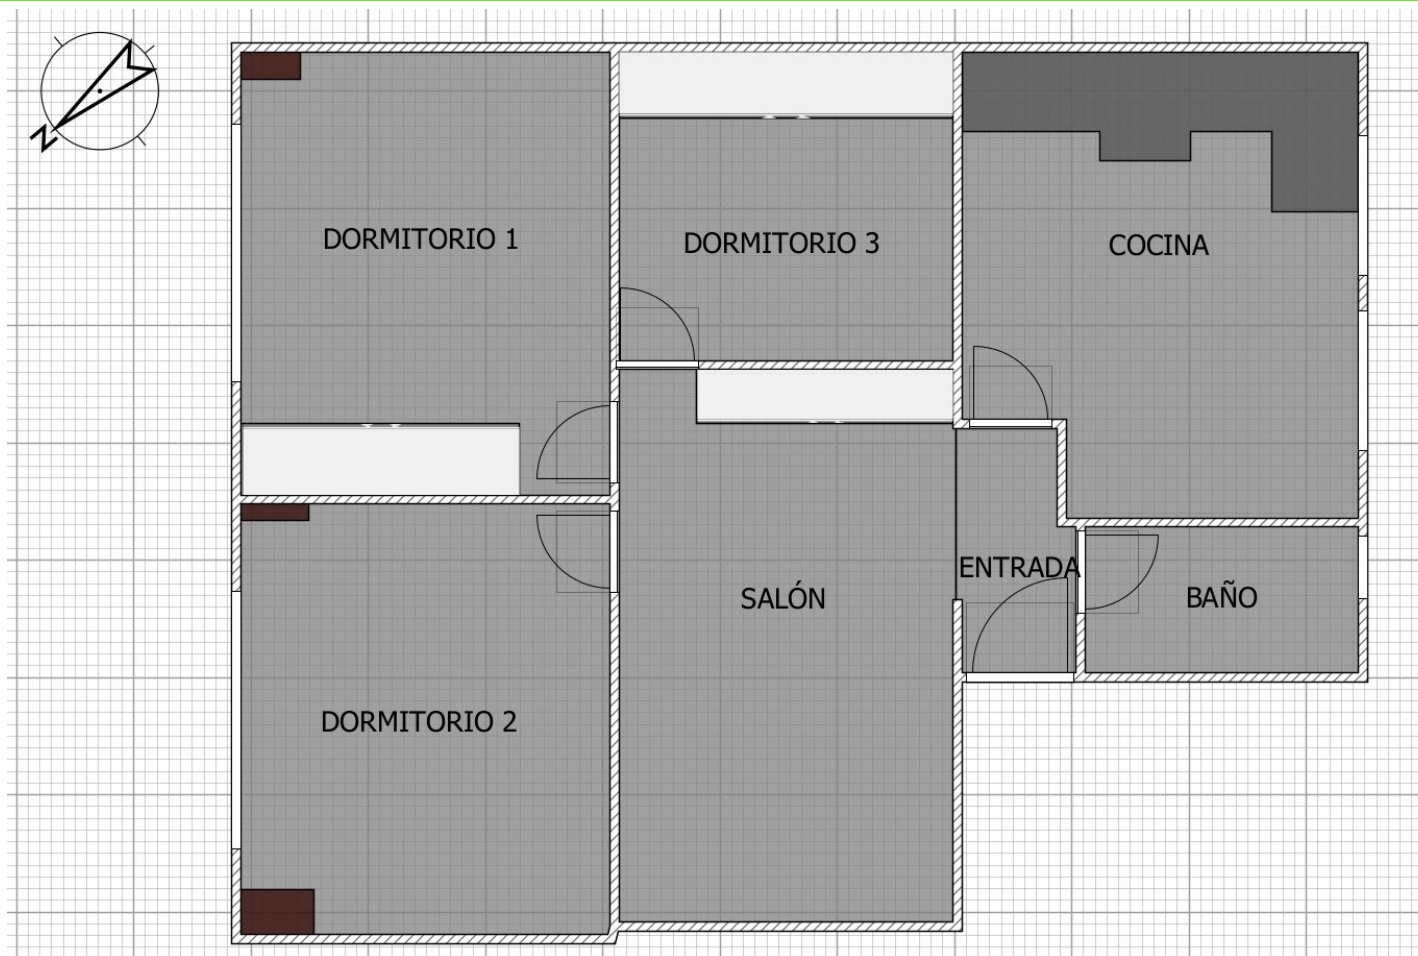 N
DORMITORIO 1
DORMITORIO 3
COCINA
ENTRADA
SALÓN
BAÑO
DORMITORIO 2